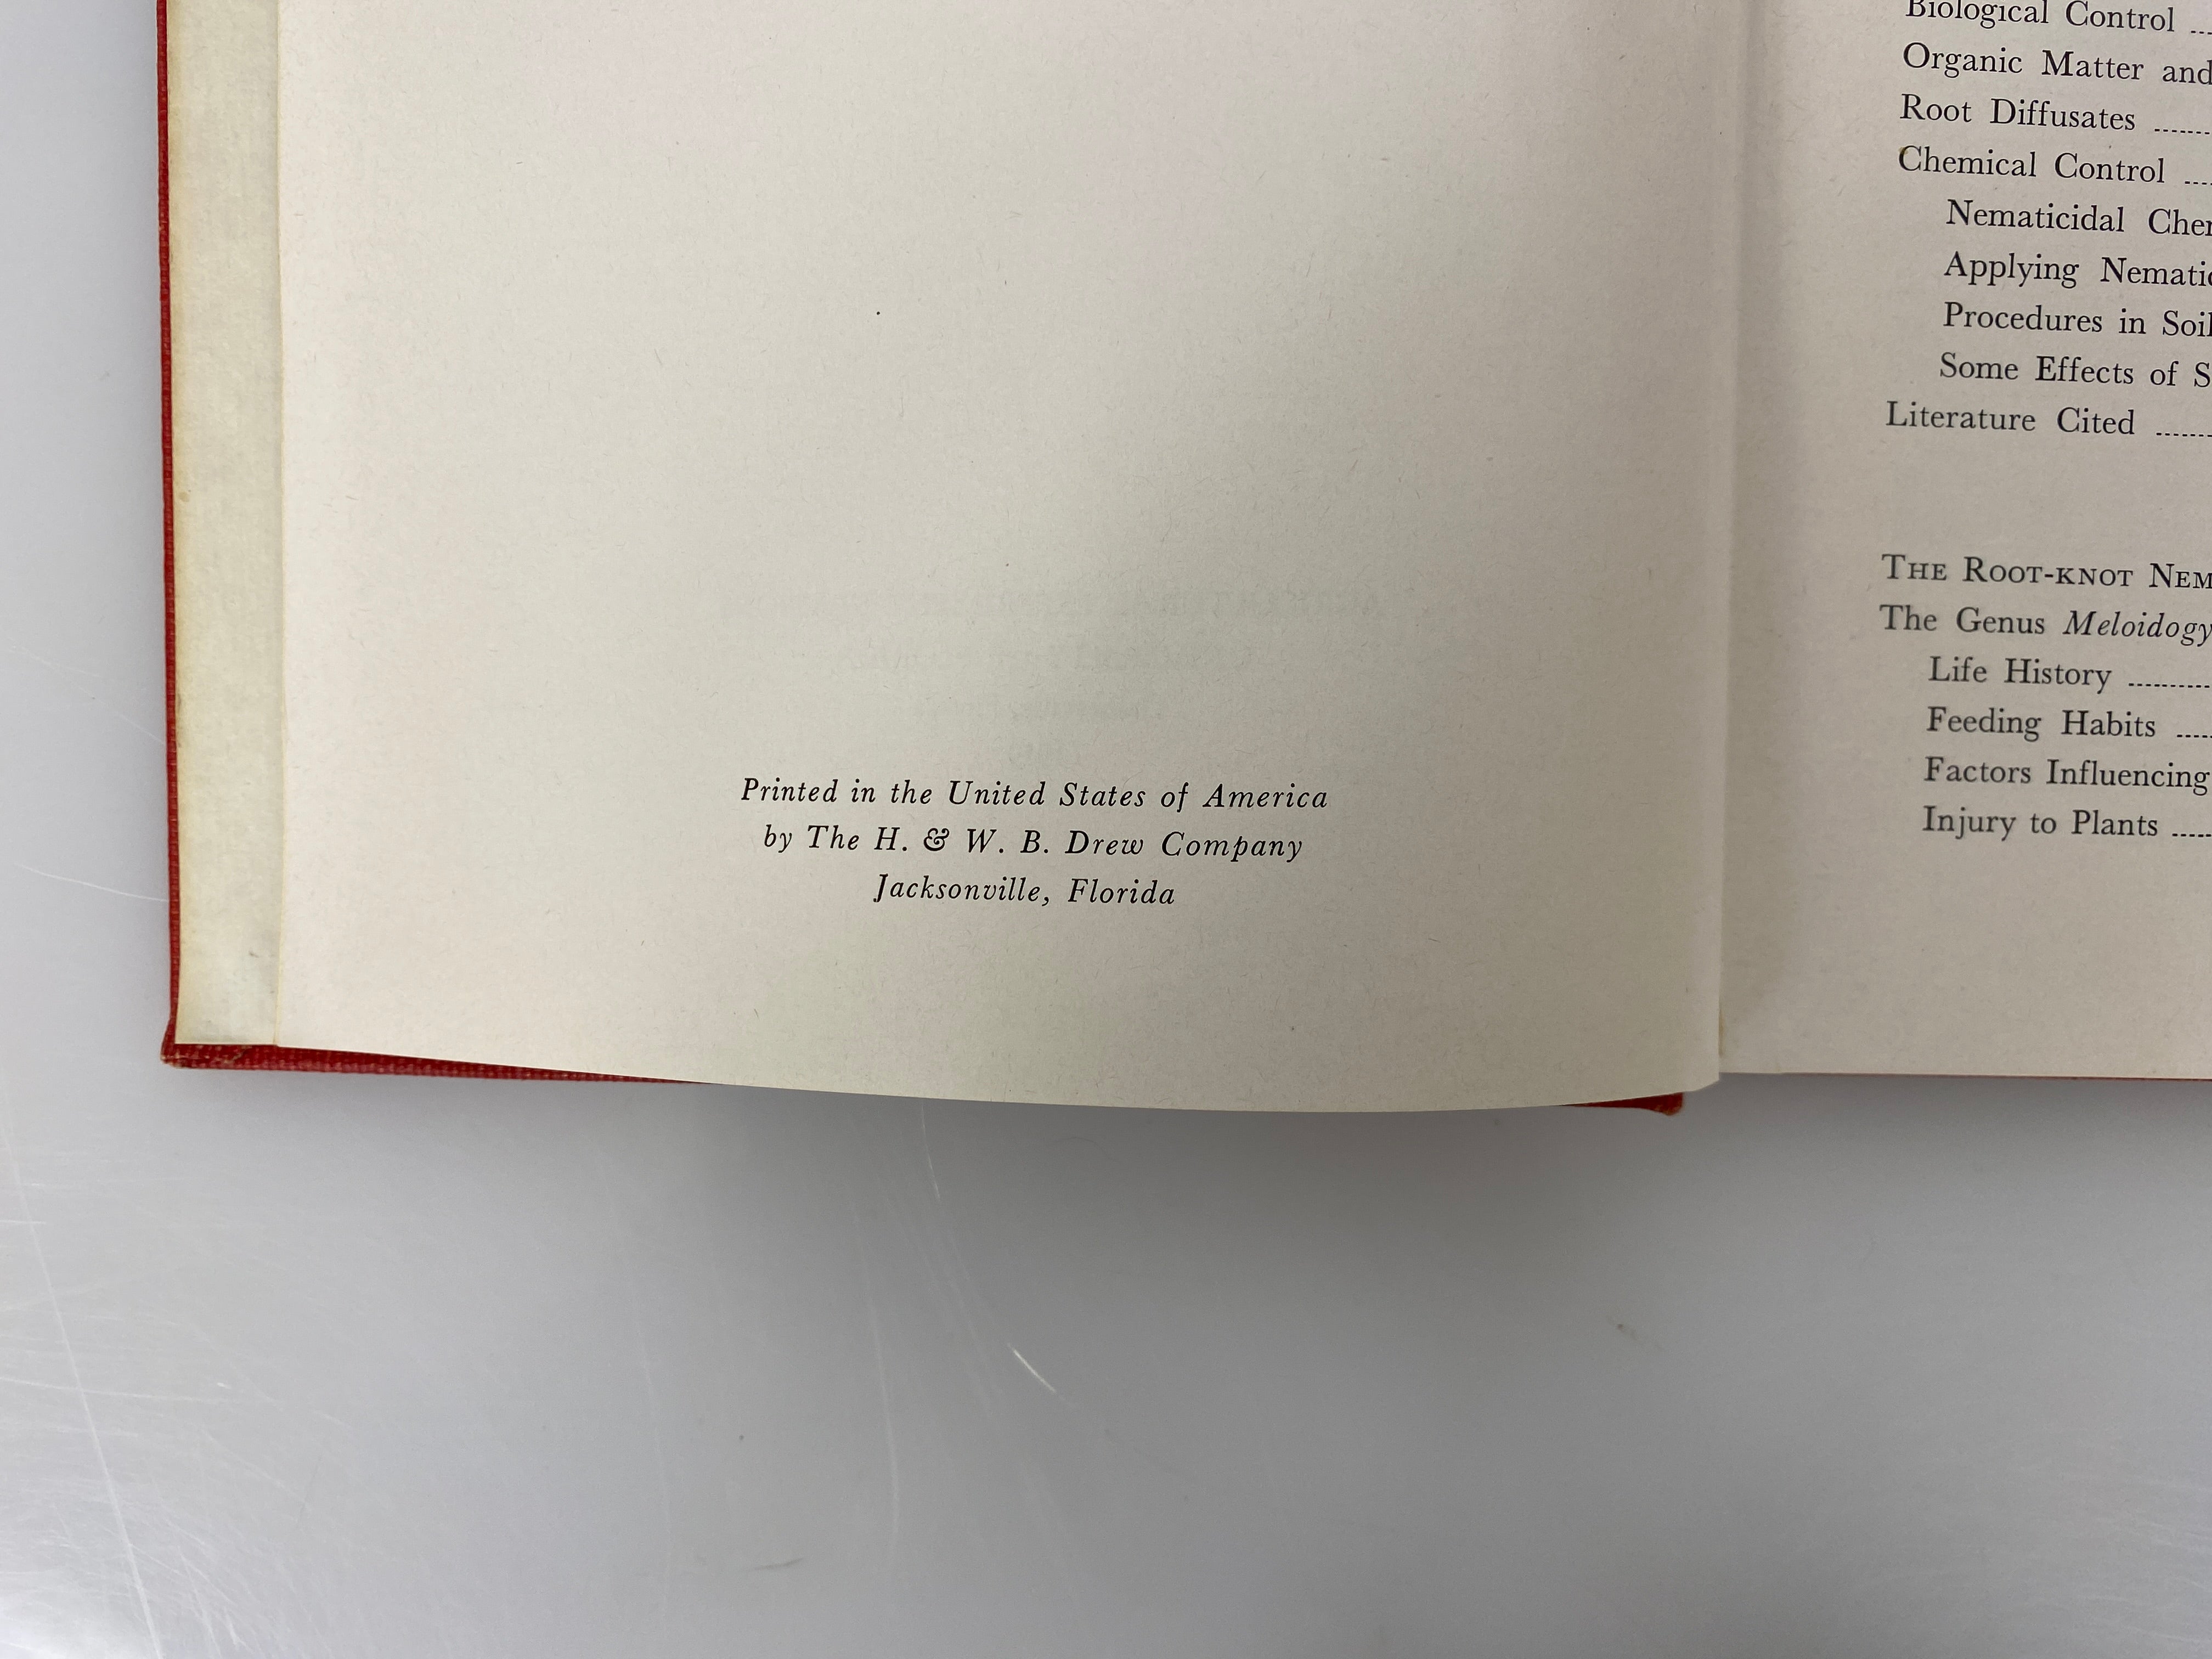 Printed in the United States of America
by The H. & W. B. Drew Company
Jacksonville, Florida
Biological Control
Organic Matter and
Root Diffusates
Chemical Control
Nematicidal
Applying
Procedures in Soil
Some Effects of
Literature Cited
THE ROOT-KNOT
The Genus
Life History
Feeding Habits
Factors Influencing
Injury to Plants